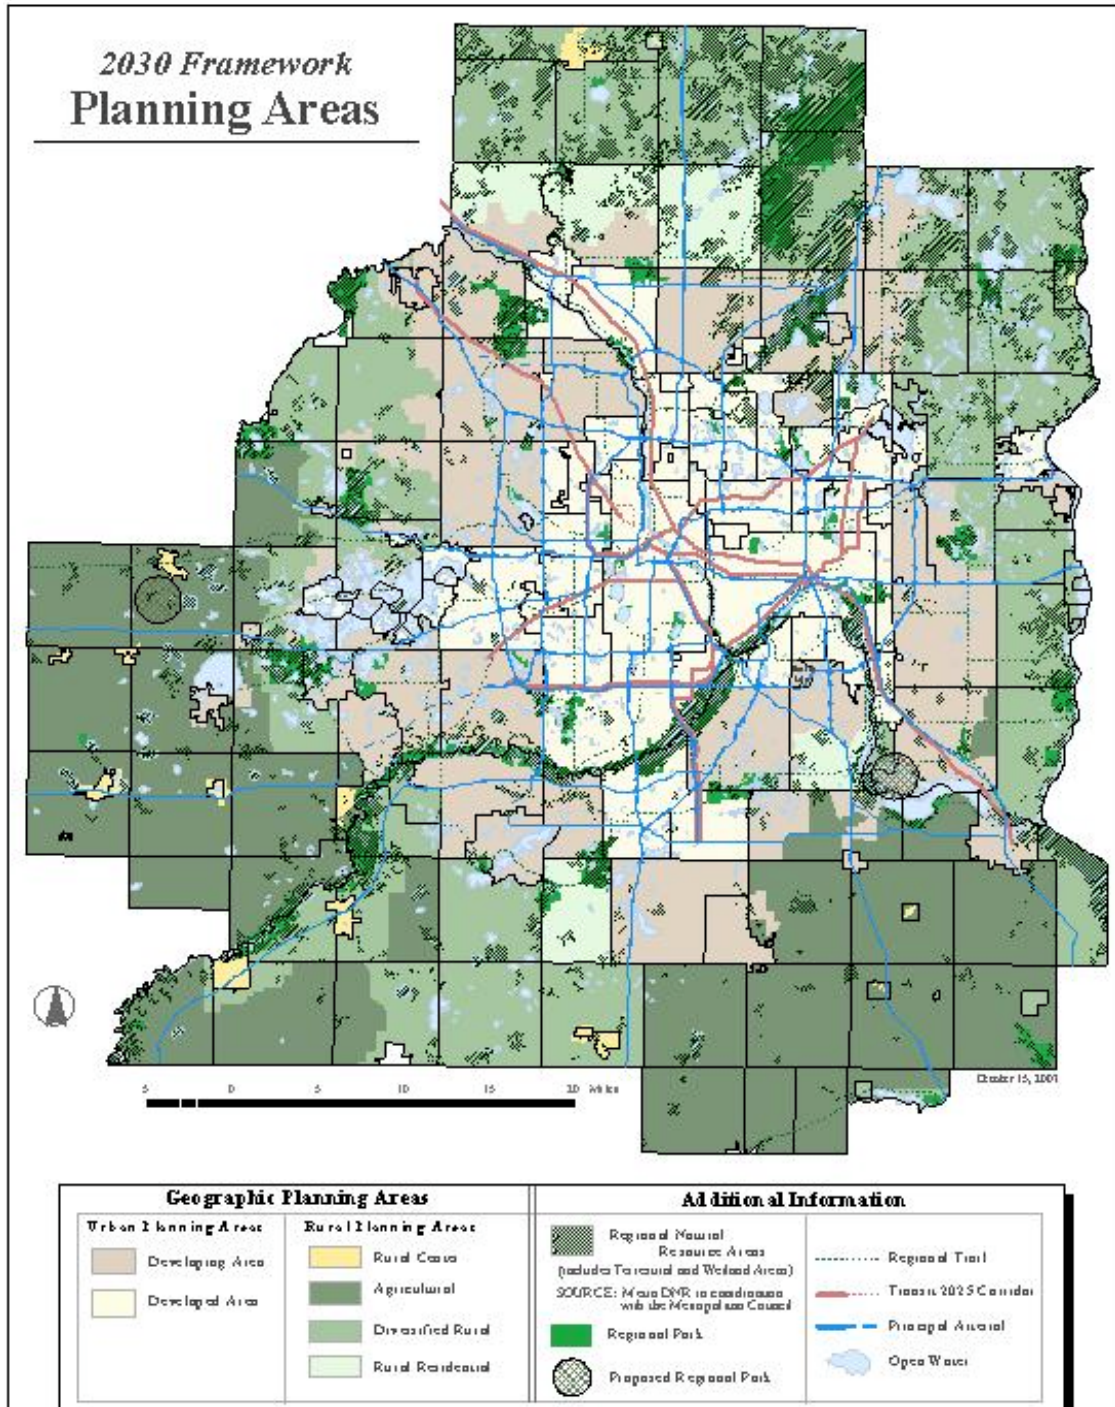 2030 Framework
Planning Areas
5 0 5 10 15 20 Miles
October 15, 2003
Geographic Planning Areas
Urban Planning Areas
Developing Area
Developed Area
Rural Planning Areas
Rural Center
Agricultural
Diversified Rural
Rural Residential
Additional Information
Regional Natural
Resource Areas
(includes Terrestrial and Wetland Areas)
SOURCE: Metro DNR in coordination
with the Metropolitan Council
Regional Park
Proposed Regional Park
Regional Trail
Transit 2025 Corridor
Principal Arterial
Open Water